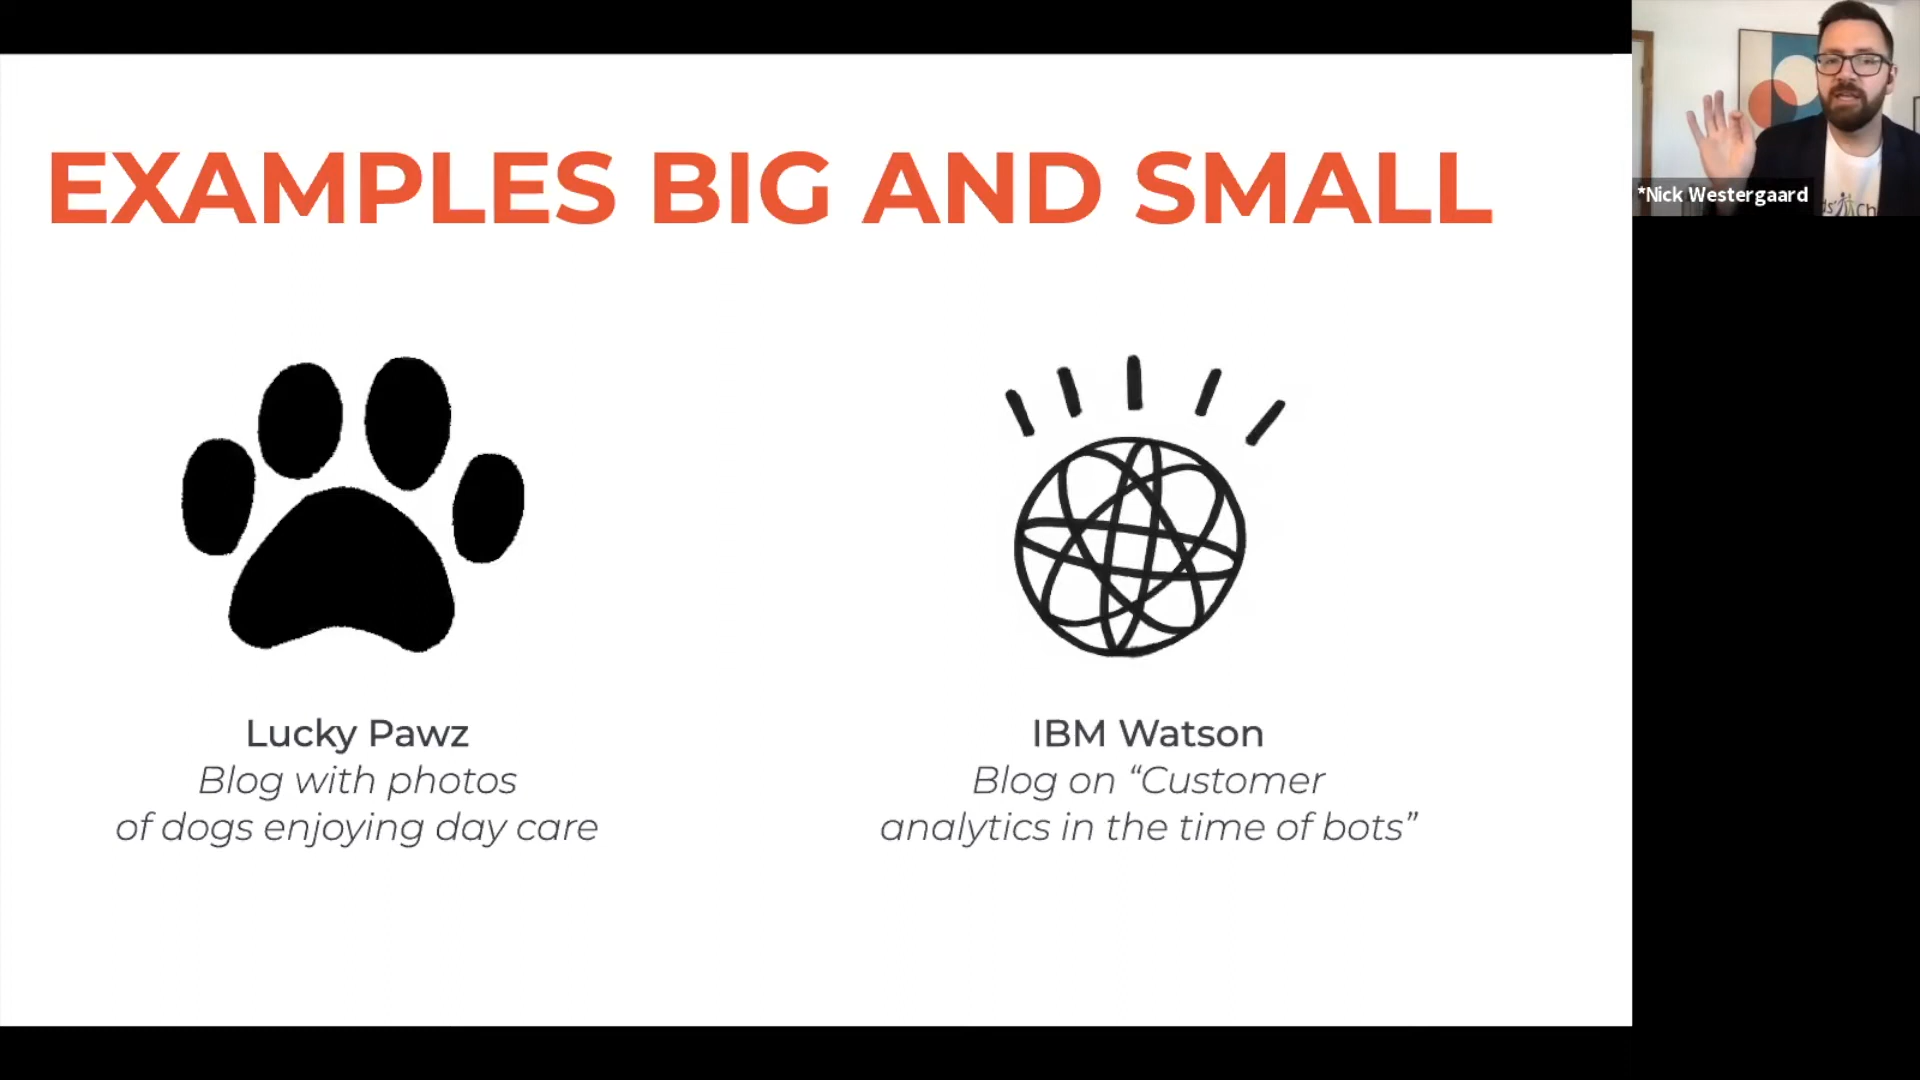 EXAMPLES BIG AND SMALL
*Nick Westergaard
Lucky Pawz
Blog with photos
of dogs enjoying day care
IBM Watson
Blog on “Customer
analytics in the time of bots”